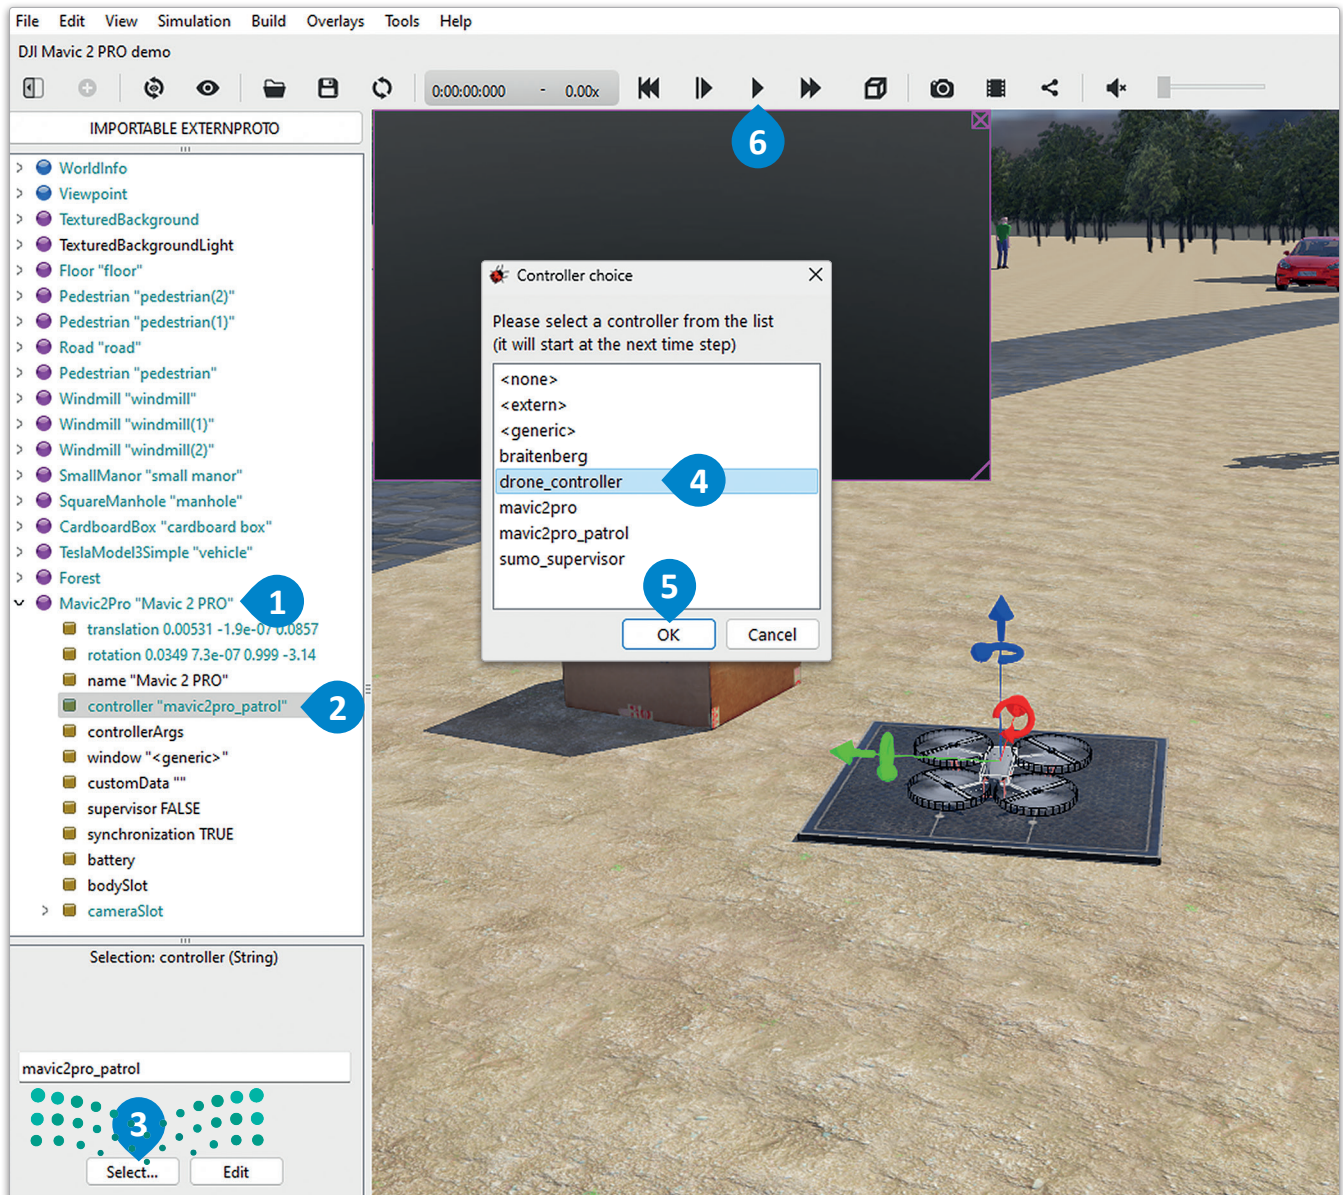 File Edit View Simulation Build Overlays Tools Help
DJI Mavic 2 PRO demo
0:00:00:000 - 0.00x
6
IMPORTABLE EXTERNPROTO
WorldInfo
Viewpoint
TexturedBackground
TexturedBackgroundLight
Floor "floor"
Pedestrian "pedestrian(2)"
Pedestrian "pedestrian(1)"
Road "road"
Pedestrian "pedestrian"
Windmill "windmill"
Windmill "windmill(1)"
Windmill "windmill(2)"
SmallManor "small manor"
SquareManhole "manhole"
CardboardBox "cardboard box"
TeslaModel3Simple "vehicle"
Forest
Mavic2Pro "Mavic 2 PRO" 1
translation 0.00531 -1.9e-07 0.0857
rotation 0.0349 7.3e-07 0.999 -3.14
name "Mavic 2 PRO"
controller "mavic2pro_patrol" 2
controllerArgs
window "<generic>"
customData ""
supervisor FALSE
synchronization TRUE
battery
bodySlot
cameraSlot
Selection: controller (String)
mavic2pro_patrol
3
Select... Edit
Controller choice
Please select a controller from the list
(it will start at the next time step)
<none>
<extern>
<generic>
braitenberg
drone_controller 4
mavic2pro
mavic2pro_patrol
sumo_supervisor
5
OK Cancel